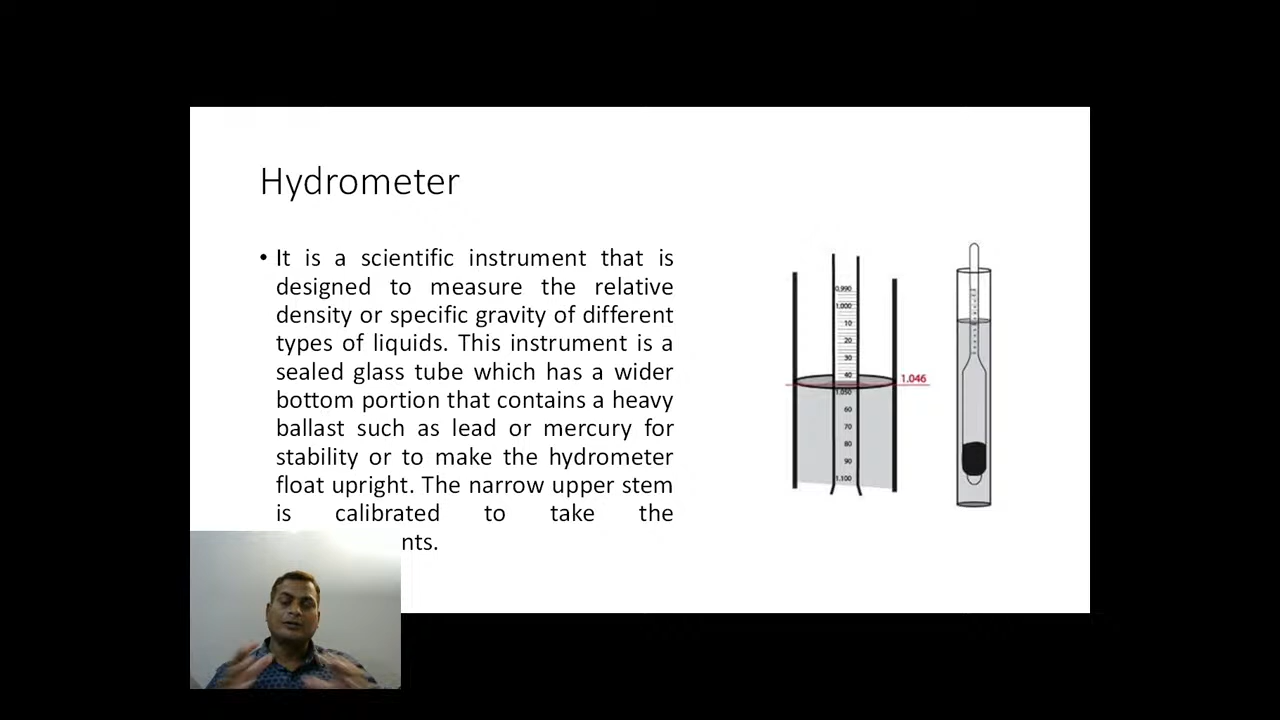 Hydrometer
• It is a scientific instrument that is
designed to measure the relative
density or specific gravity of different
types of liquids. This instrument is a
sealed glass tube which has a wider
bottom portion that contains a heavy
ballast such as lead or mercury for
stability or to make the hydrometer
float upright. The narrow upper stem
is calibrated to take the
nts.
0.990
1.000
10
20
30
40
1.046
1.050
60
70
80
90
1.100